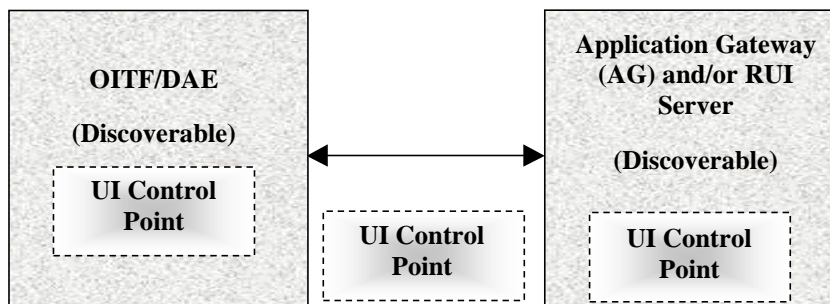 OITF/DAE
(Discoverable)
UI Control
Point
UI Control
Point
Application Gateway
(AG) and/or RUI
Server
(Discoverable)
UI Control
Point